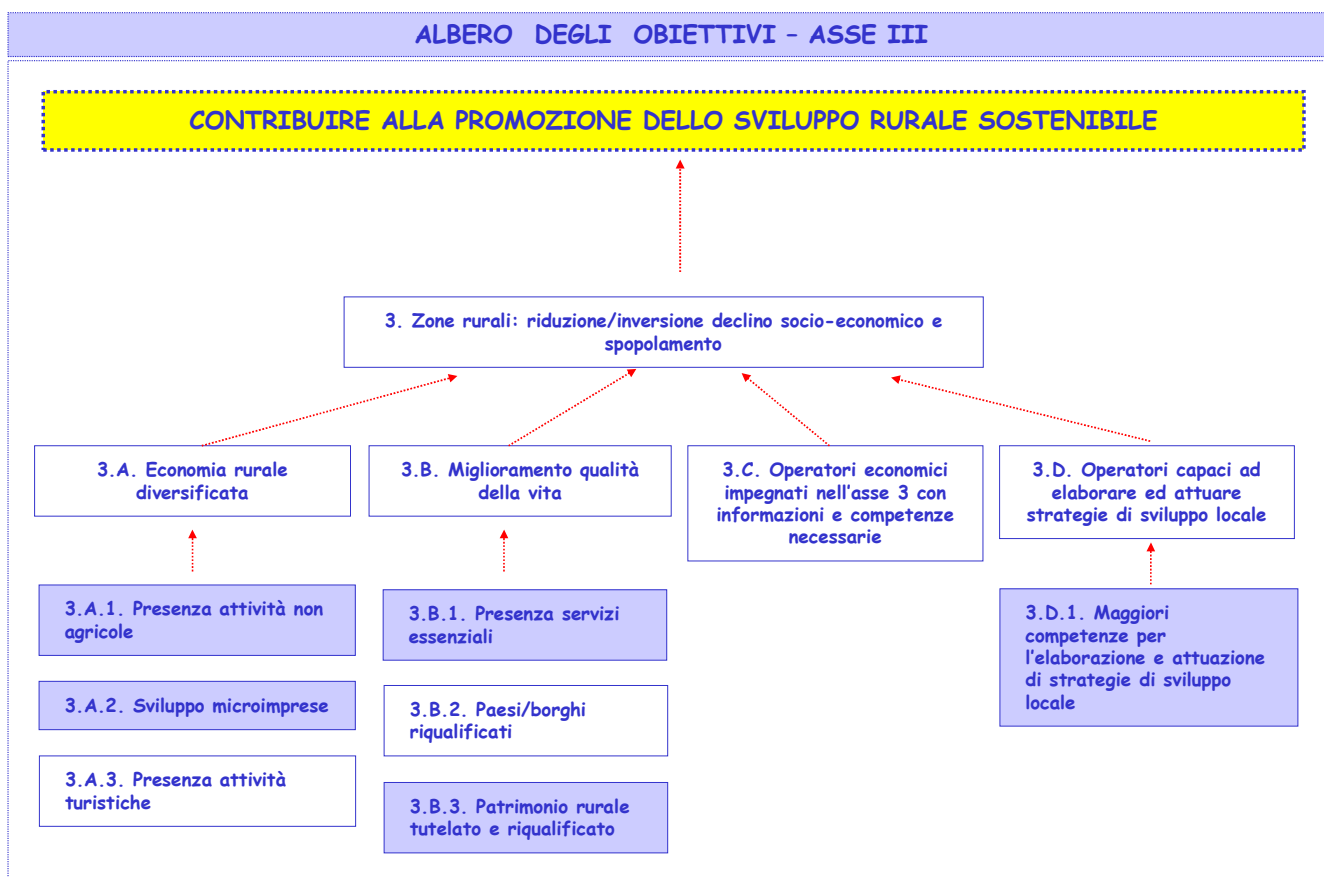 ALBERO DEGLI OBIETTIVI – ASSE III
CONTRIBUIRE ALLA PROMOZIONE DELLO SVILUPPO RURALE SOSTENIBILE
3. Zone rurali: riduzione/inversione declino socio-economico e
spopolamento
3.A. Economia rurale
diversificata
3.B. Miglioramento qualità
della vita
3.C. Operatori economici
impegnati nell'asse 3 con
informazioni e competenze
necessarie
3.D. Operatori capaci ad
elaborare ed attuare
strategie di sviluppo locale
3.A.1. Presenza attività non
agricole
3.A.2. Sviluppo microimprese
3.A.3. Presenza attività
turistiche
3.B.1. Presenza servizi
essenziali
3.B.2. Paesi/borghi
riqualificati
3.B.3. Patrimonio rurale
tutelato e riqualificato
3.D.1. Maggiori
competenze per
l'elaborazione e attuazione
di strategie di sviluppo
locale